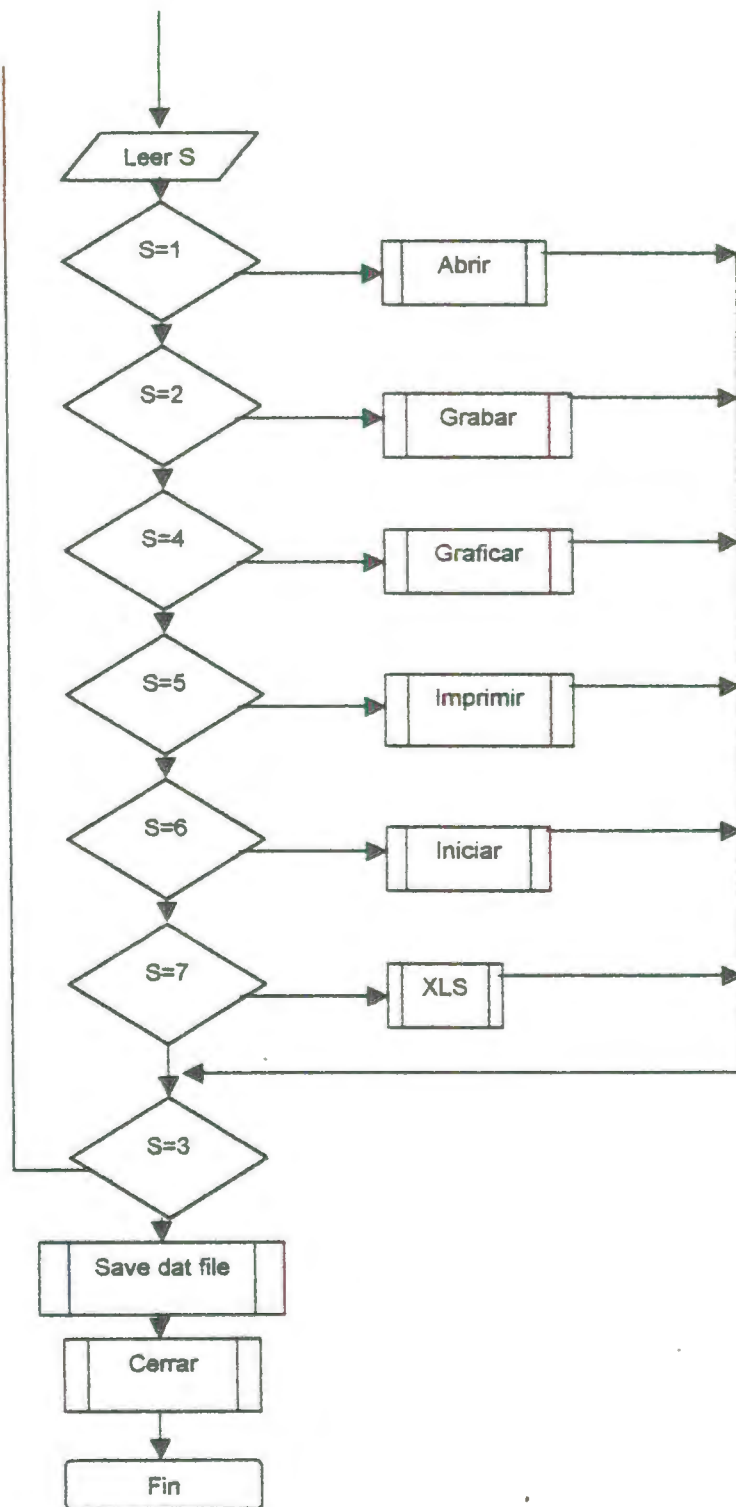 Leer S
S=1
Abrir
S=2
Grabar
S=4
Graficar
S=5
Imprimir
S=6
Iniciar
S=7
XLS
S=3
Save dat file
Cerrar
Fin